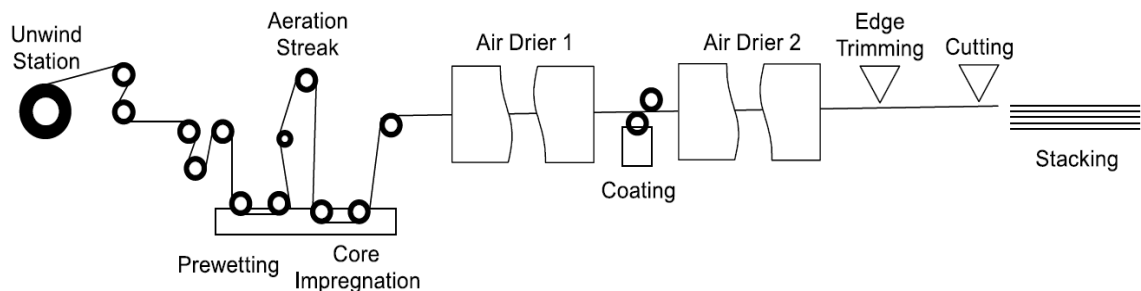 Unwind
Station
Aeration
Streak
Air Drier 1
Air Drier 2
Edge
Trimming
Cutting
Prewetting
Core
Impregnation
Coating
Stacking